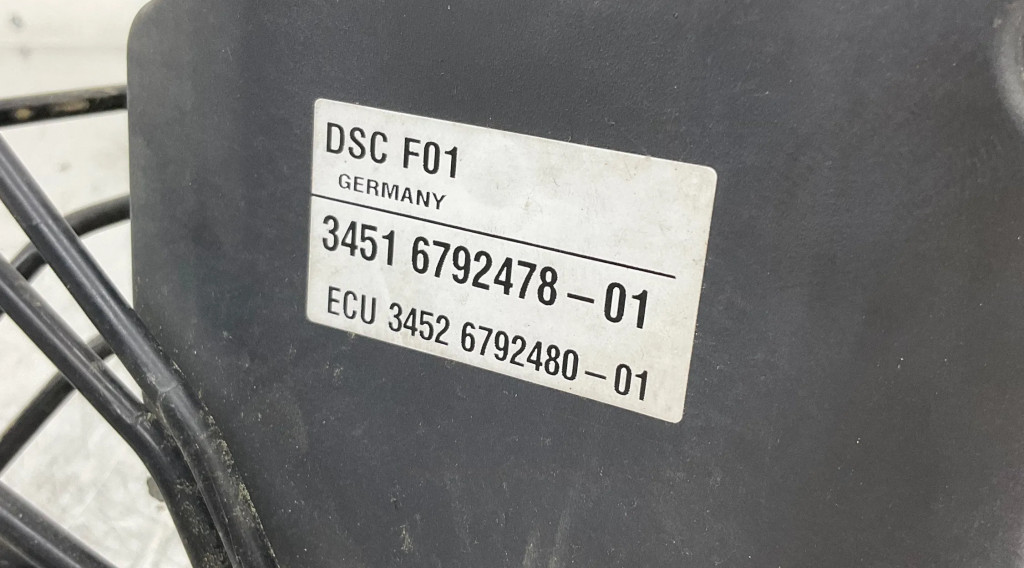 DSC F01
GERMANY
3451 6792478-01
ECU 3452 6792480-01